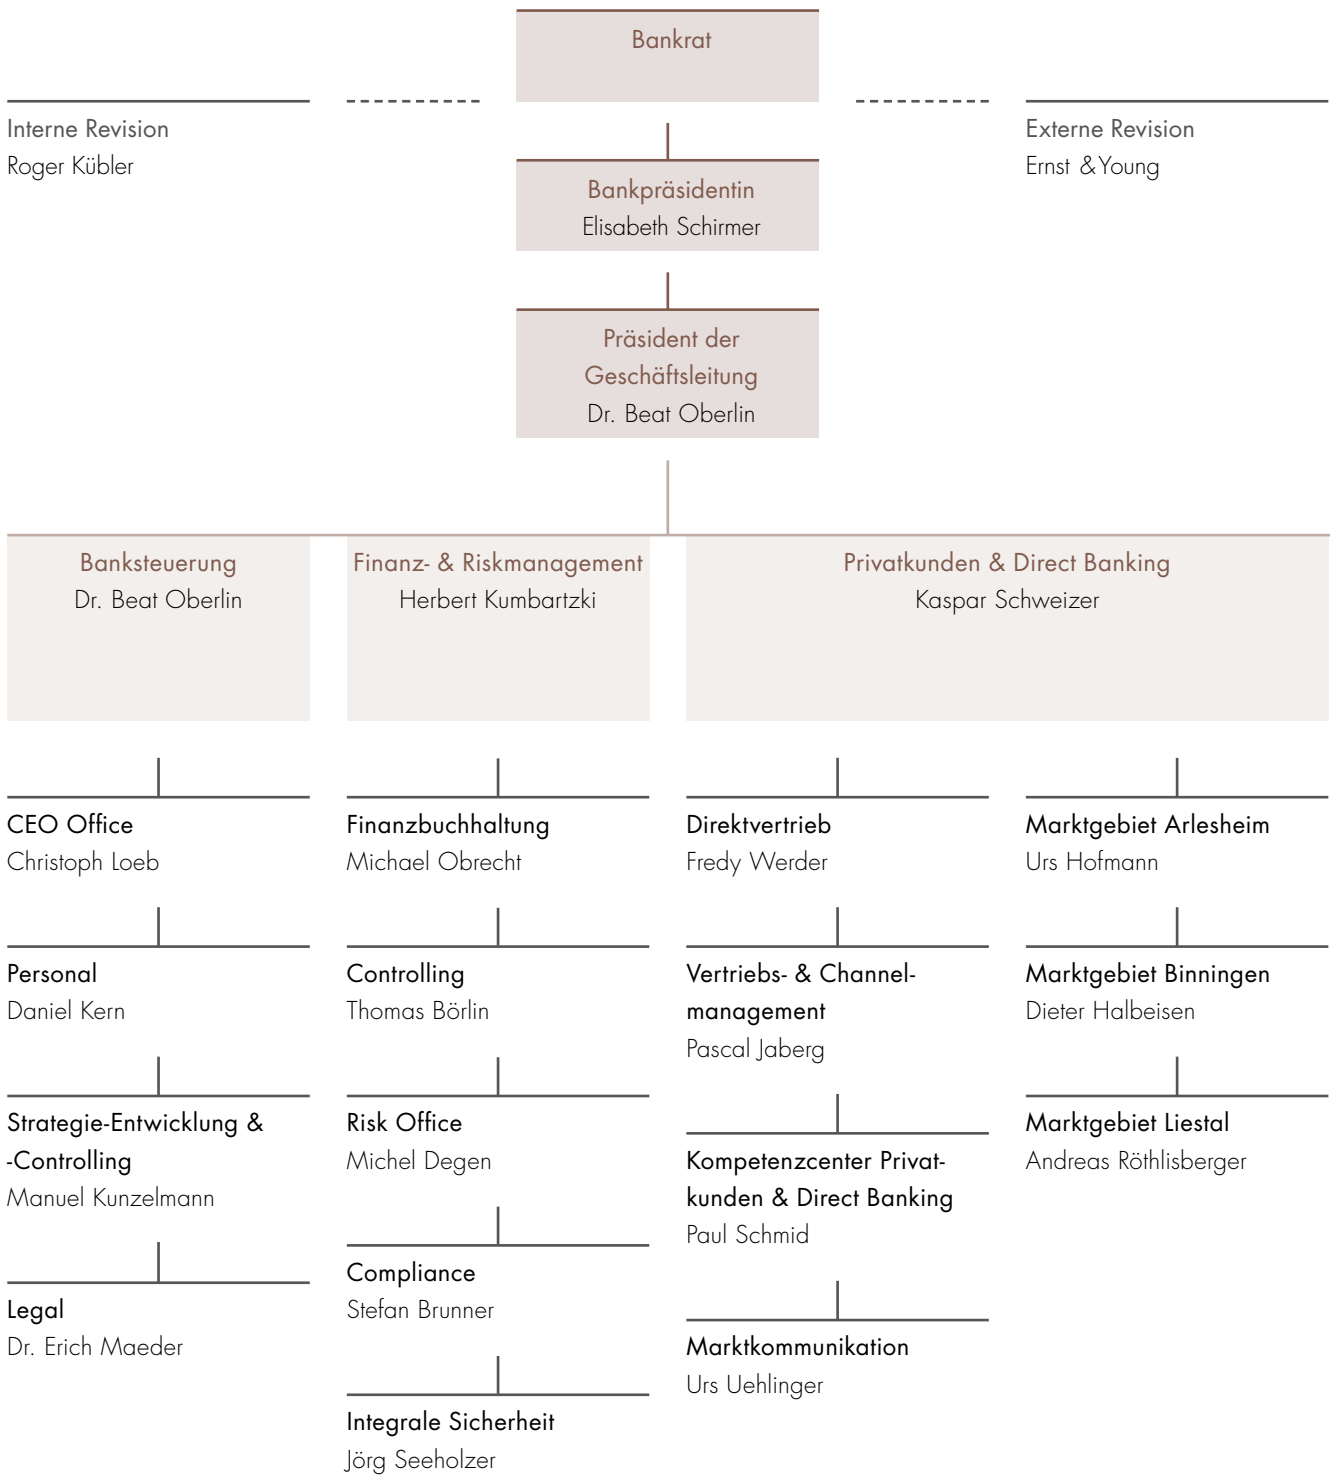 Bankrat
Interne Revision
Roger Kübler
Externe Revision
Ernst &Young
Bankpräsidentin
Elisabeth Schirmer
Präsident der
Geschäftsleitung
Dr. Beat Oberlin
Banksteuerung
Dr. Beat Oberlin
Finanz- & Riskmanagement
Herbert Kumbartzki
Privatkunden & Direct Banking
Kaspar Schweizer
CEO Office
Christoph Loeb
Personal
Daniel Kern
Strategie-Entwicklung &
-Controlling
Manuel Kunzelmann
Legal
Dr. Erich Maeder
Finanzbuchhaltung
Michael Obrecht
Controlling
Thomas Börlin
Risk Office
Michel Degen
Compliance
Stefan Brunner
Integrale Sicherheit
Jörg Seeholzer
Direktvertrieb
Fredy Werder
Vertriebs- & Channel-
management
Pascal Jaberg
Kompetenzcenter Privat-
kunden & Direct Banking
Paul Schmid
Marktkommunikation
Urs Uehlinger
Marktgebiet Arlesheim
Urs Hofmann
Marktgebiet Binningen
Dieter Halbeisen
Marktgebiet Liestal
Andreas Röthlisberger